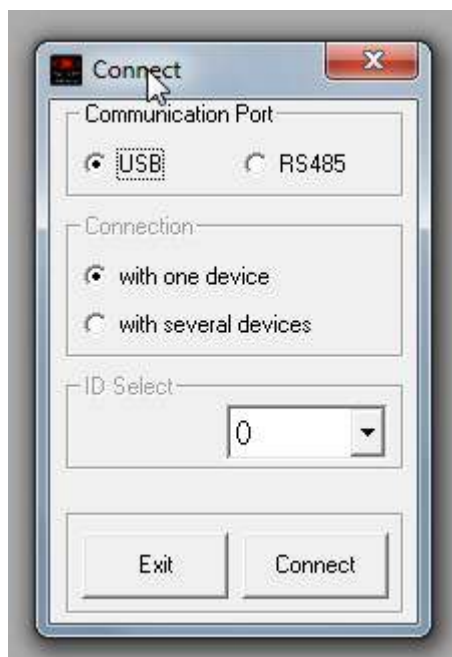 Connect
Communication Port
USB RS485
Connection
with one device
with several devices
ID Select
0
Exit Connect